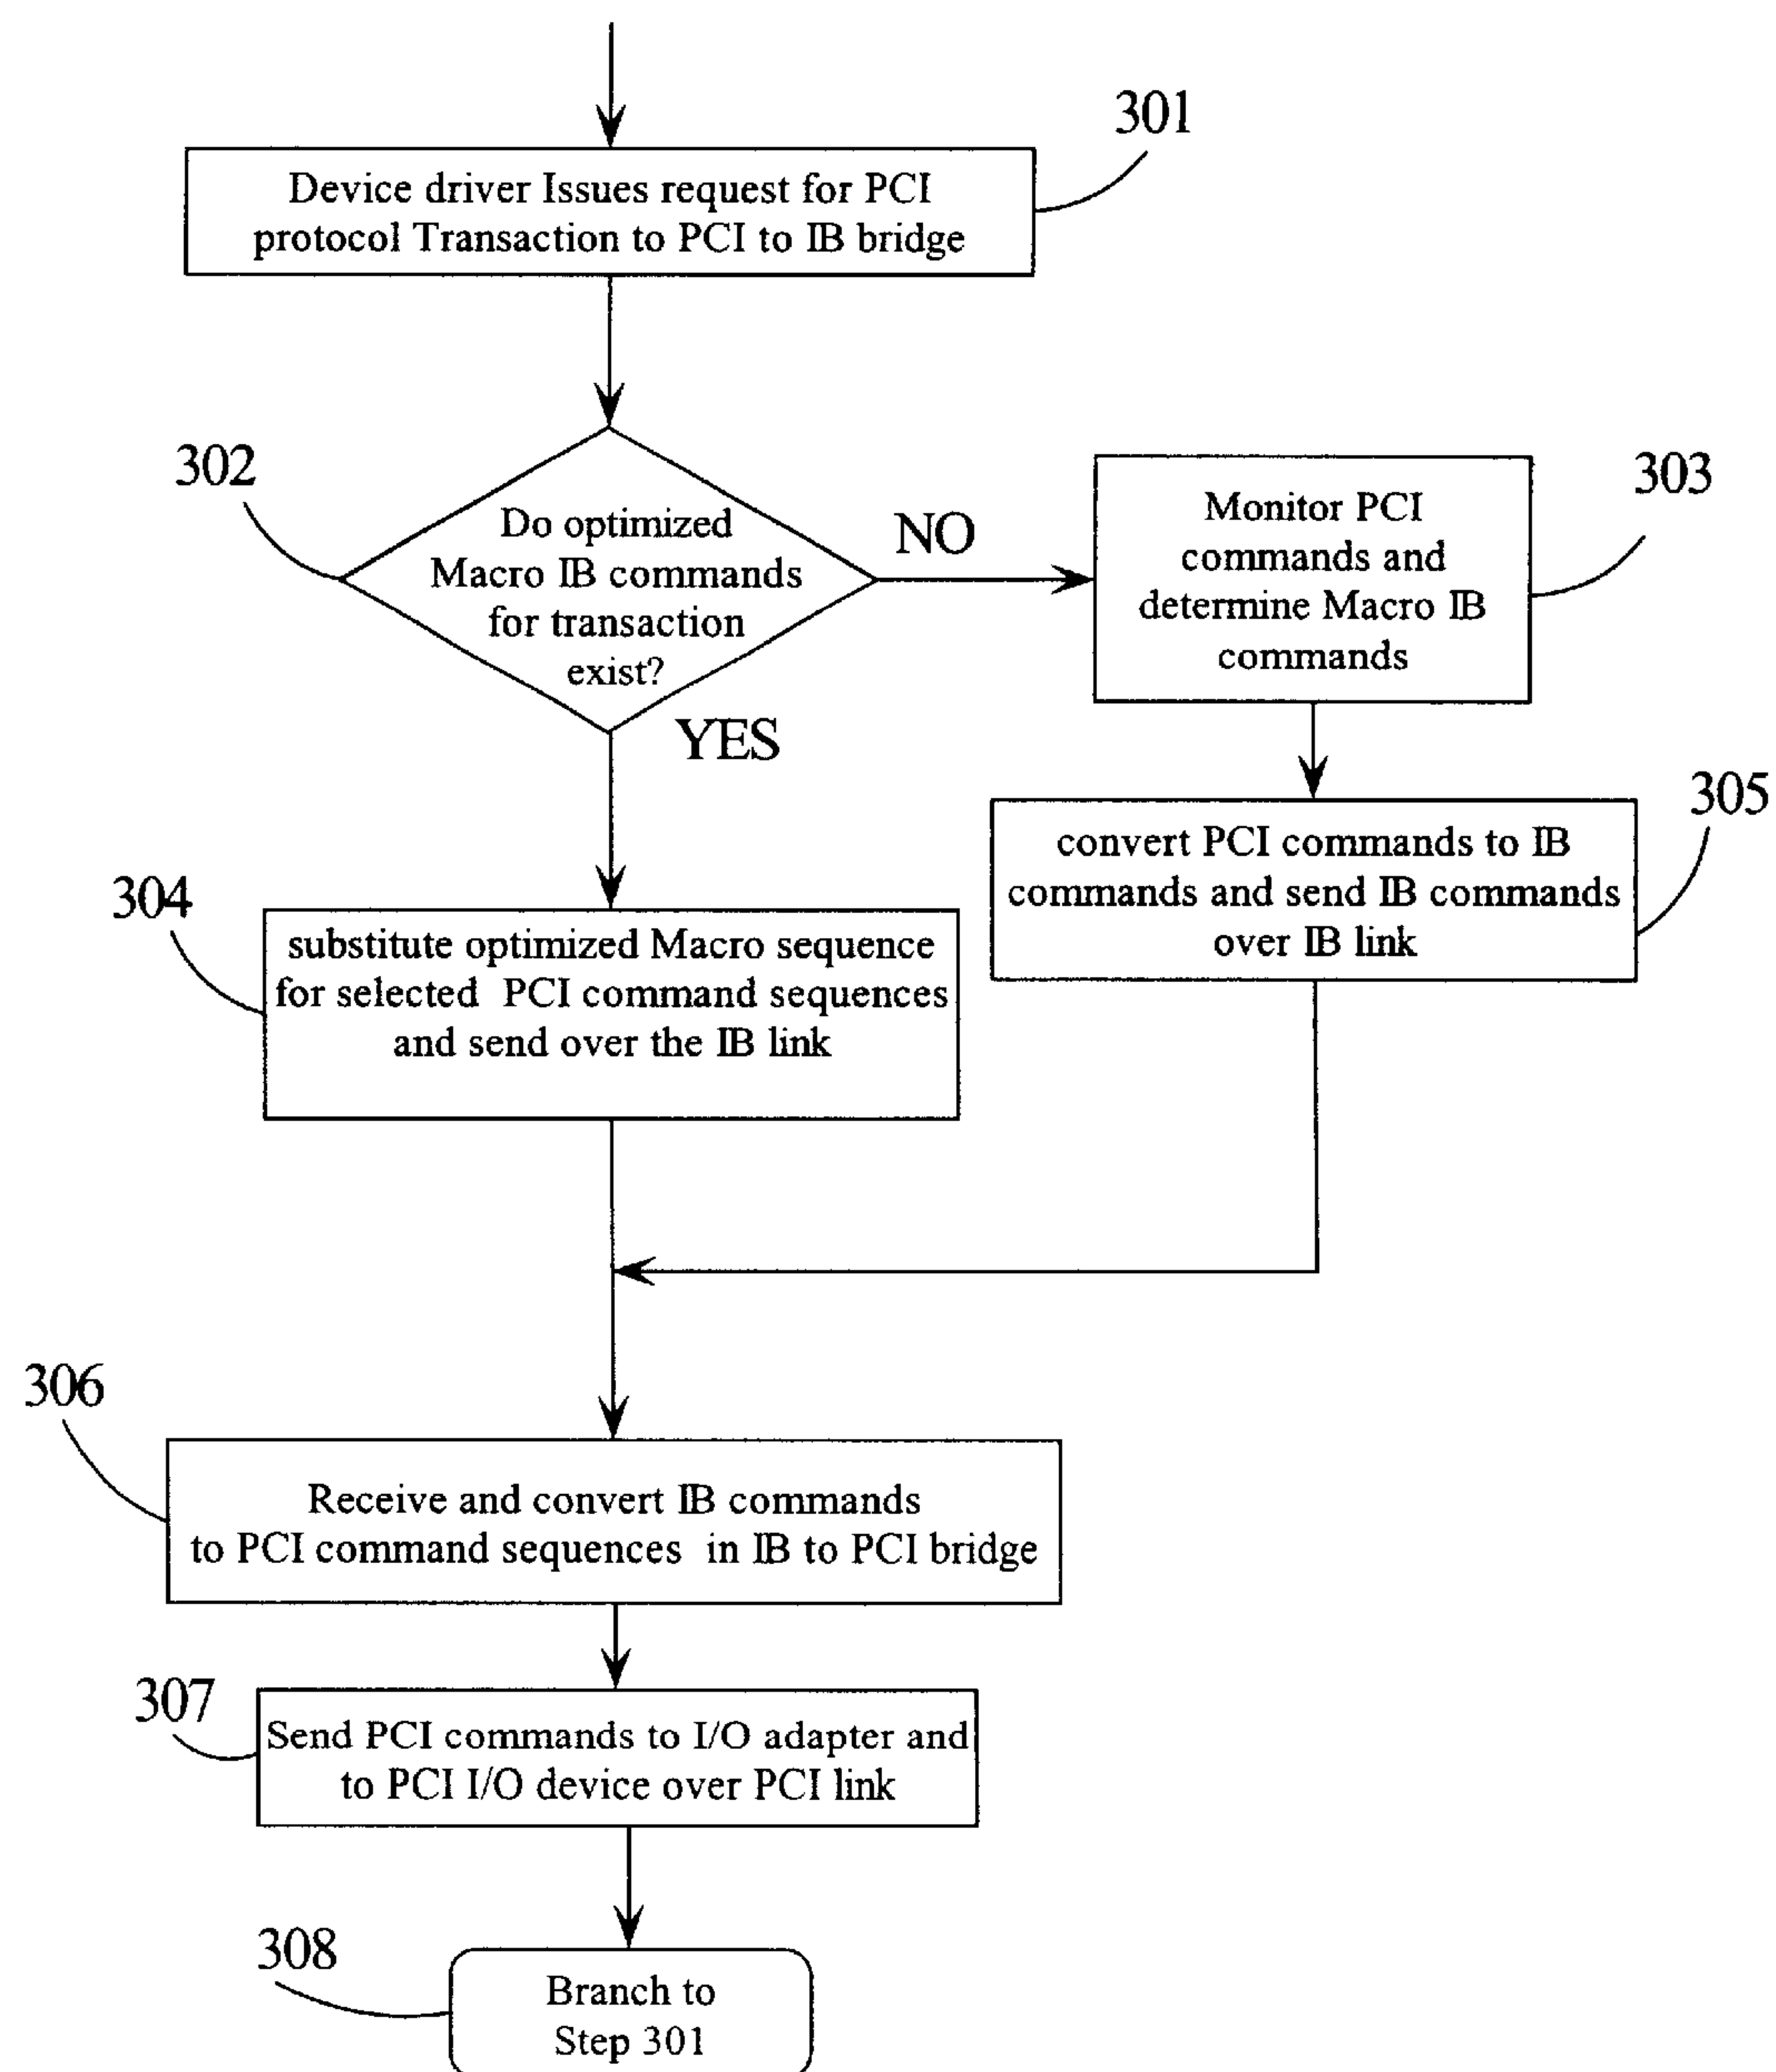 301
Device driver Issues request for PCI
protocol Transaction to PCI to IB bridge
302
Do optimized
Macro IB commands
for transaction
exist?
NO
YES
303
Monitor PCI
commands and
determine Macro IB
commands
305
convert PCI commands to IB
commands and send IB commands
over IB link
304
substitute optimized Macro sequence
for selected PCI command sequences
and send over the IB link
306
Receive and convert IB commands
to PCI command sequences in IB to PCI bridge
307
Send PCI commands to I/O adapter and
to PCI I/O device over PCI link
308
Branch to
Step 301